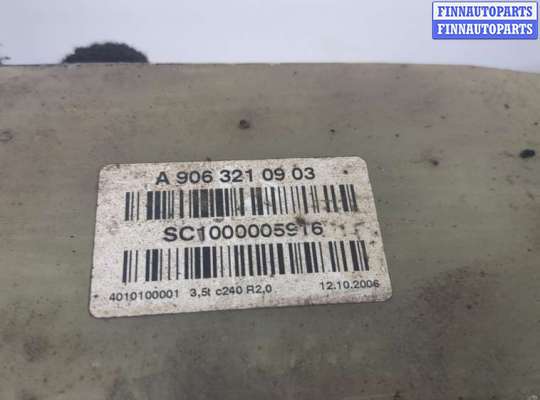 FINNAUTOPARTS
FINNAUTOPARTS
A 906 321 09 03
SC1000005916
4010100001 3,5t c240 R2,0 12.10.2006